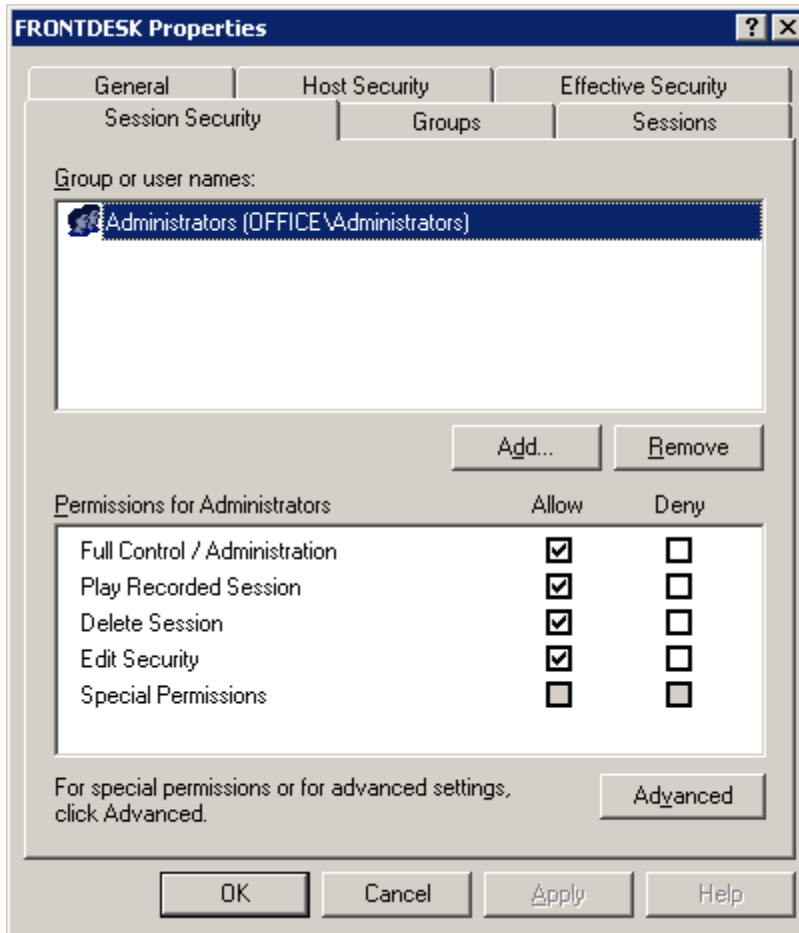 FRONTDESK Properties
General Host Security Effective Security
Session Security Groups Sessions
Group or user names:
Administrators (OFFICE\Administrators)
Add... Remove
Permissions for Administrators Allow Deny
Full Control / Administration
Play Recorded Session
Delete Session
Edit Security
Special Permissions
For special permissions or for advanced settings,
click Advanced.
Advanced
OK Cancel Apply Help